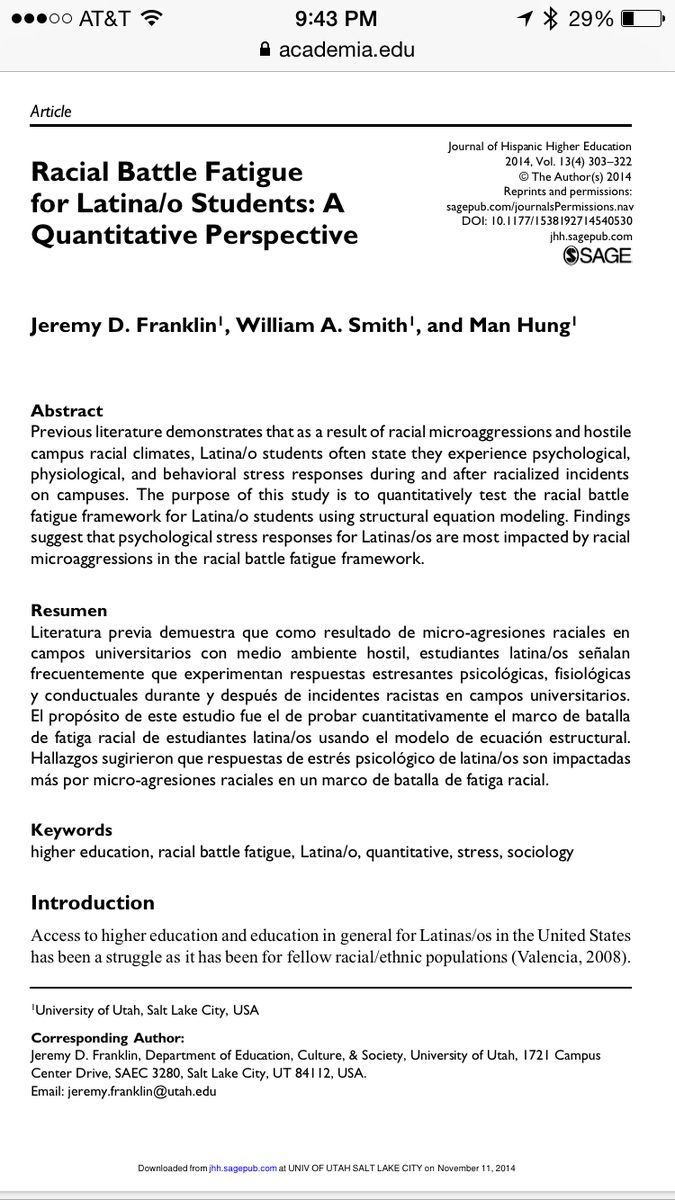 AT&T 9:43 PM 29%
academia.edu
Article
Journal of Hispanic Higher Education
2014, Vol. 13(4) 303–322
© The Author(s) 2014
Reprints and permissions:
sagepub.com/journalsPermissions.nav
DOI: 10.1177/1538192714540530
jhh.sagepub.com
SAGE
Racial Battle Fatigue
for Latina/o Students: A
Quantitative Perspective
Jeremy D. Franklin¹, William A. Smith¹, and Man Hung¹
Abstract
Previous literature demonstrates that as a result of racial microaggressions and hostile
campus racial climates, Latina/o students often state they experience psychological,
physiological, and behavioral stress responses during and after racialized incidents
on campuses. The purpose of this study is to quantitatively test the racial battle
fatigue framework for Latina/o students using structural equation modeling. Findings
suggest that psychological stress responses for Latinas/os are most impacted by racial
microaggressions in the racial battle fatigue framework.
Resumen
Literatura previa demuestra que como resultado de micro-agresiones raciales en
campos universitarios con medio ambiente hostil, estudiantes latina/os señalan
frecuentemente que experimentan respuestas estresantes psicológicas, fisiológicas
y conductuales durante y después de incidentes racistas en campos universitarios.
El propósito de este estudio fue el de probar cuantitativamente el marco de batalla
de fatiga racial de estudiantes latina/os usando el modelo de ecuación estructural.
Hallazgos sugirieron que respuestas de estrés psicológico de latina/os son impactadas
más por micro-agresiones raciales en un marco de batalla de fatiga racial.
Keywords
higher education, racial battle fatigue, Latina/o, quantitative, stress, sociology
Introduction
Access to higher education and education in general for Latinas/os in the United States
has been a struggle as it has been for fellow racial/ethnic populations (Valencia, 2008).
¹University of Utah, Salt Lake City, USA
Corresponding Author:
Jeremy D. Franklin, Department of Education, Culture, & Society, University of Utah, 1721 Campus
Center Drive, SAEC 3280, Salt Lake City, UT 84112, USA.
Email: jeremy.franklin@utah.edu
Downloaded from jhh.sagepub.com at UNIV OF UTAH SALT LAKE CITY on November 11, 2014